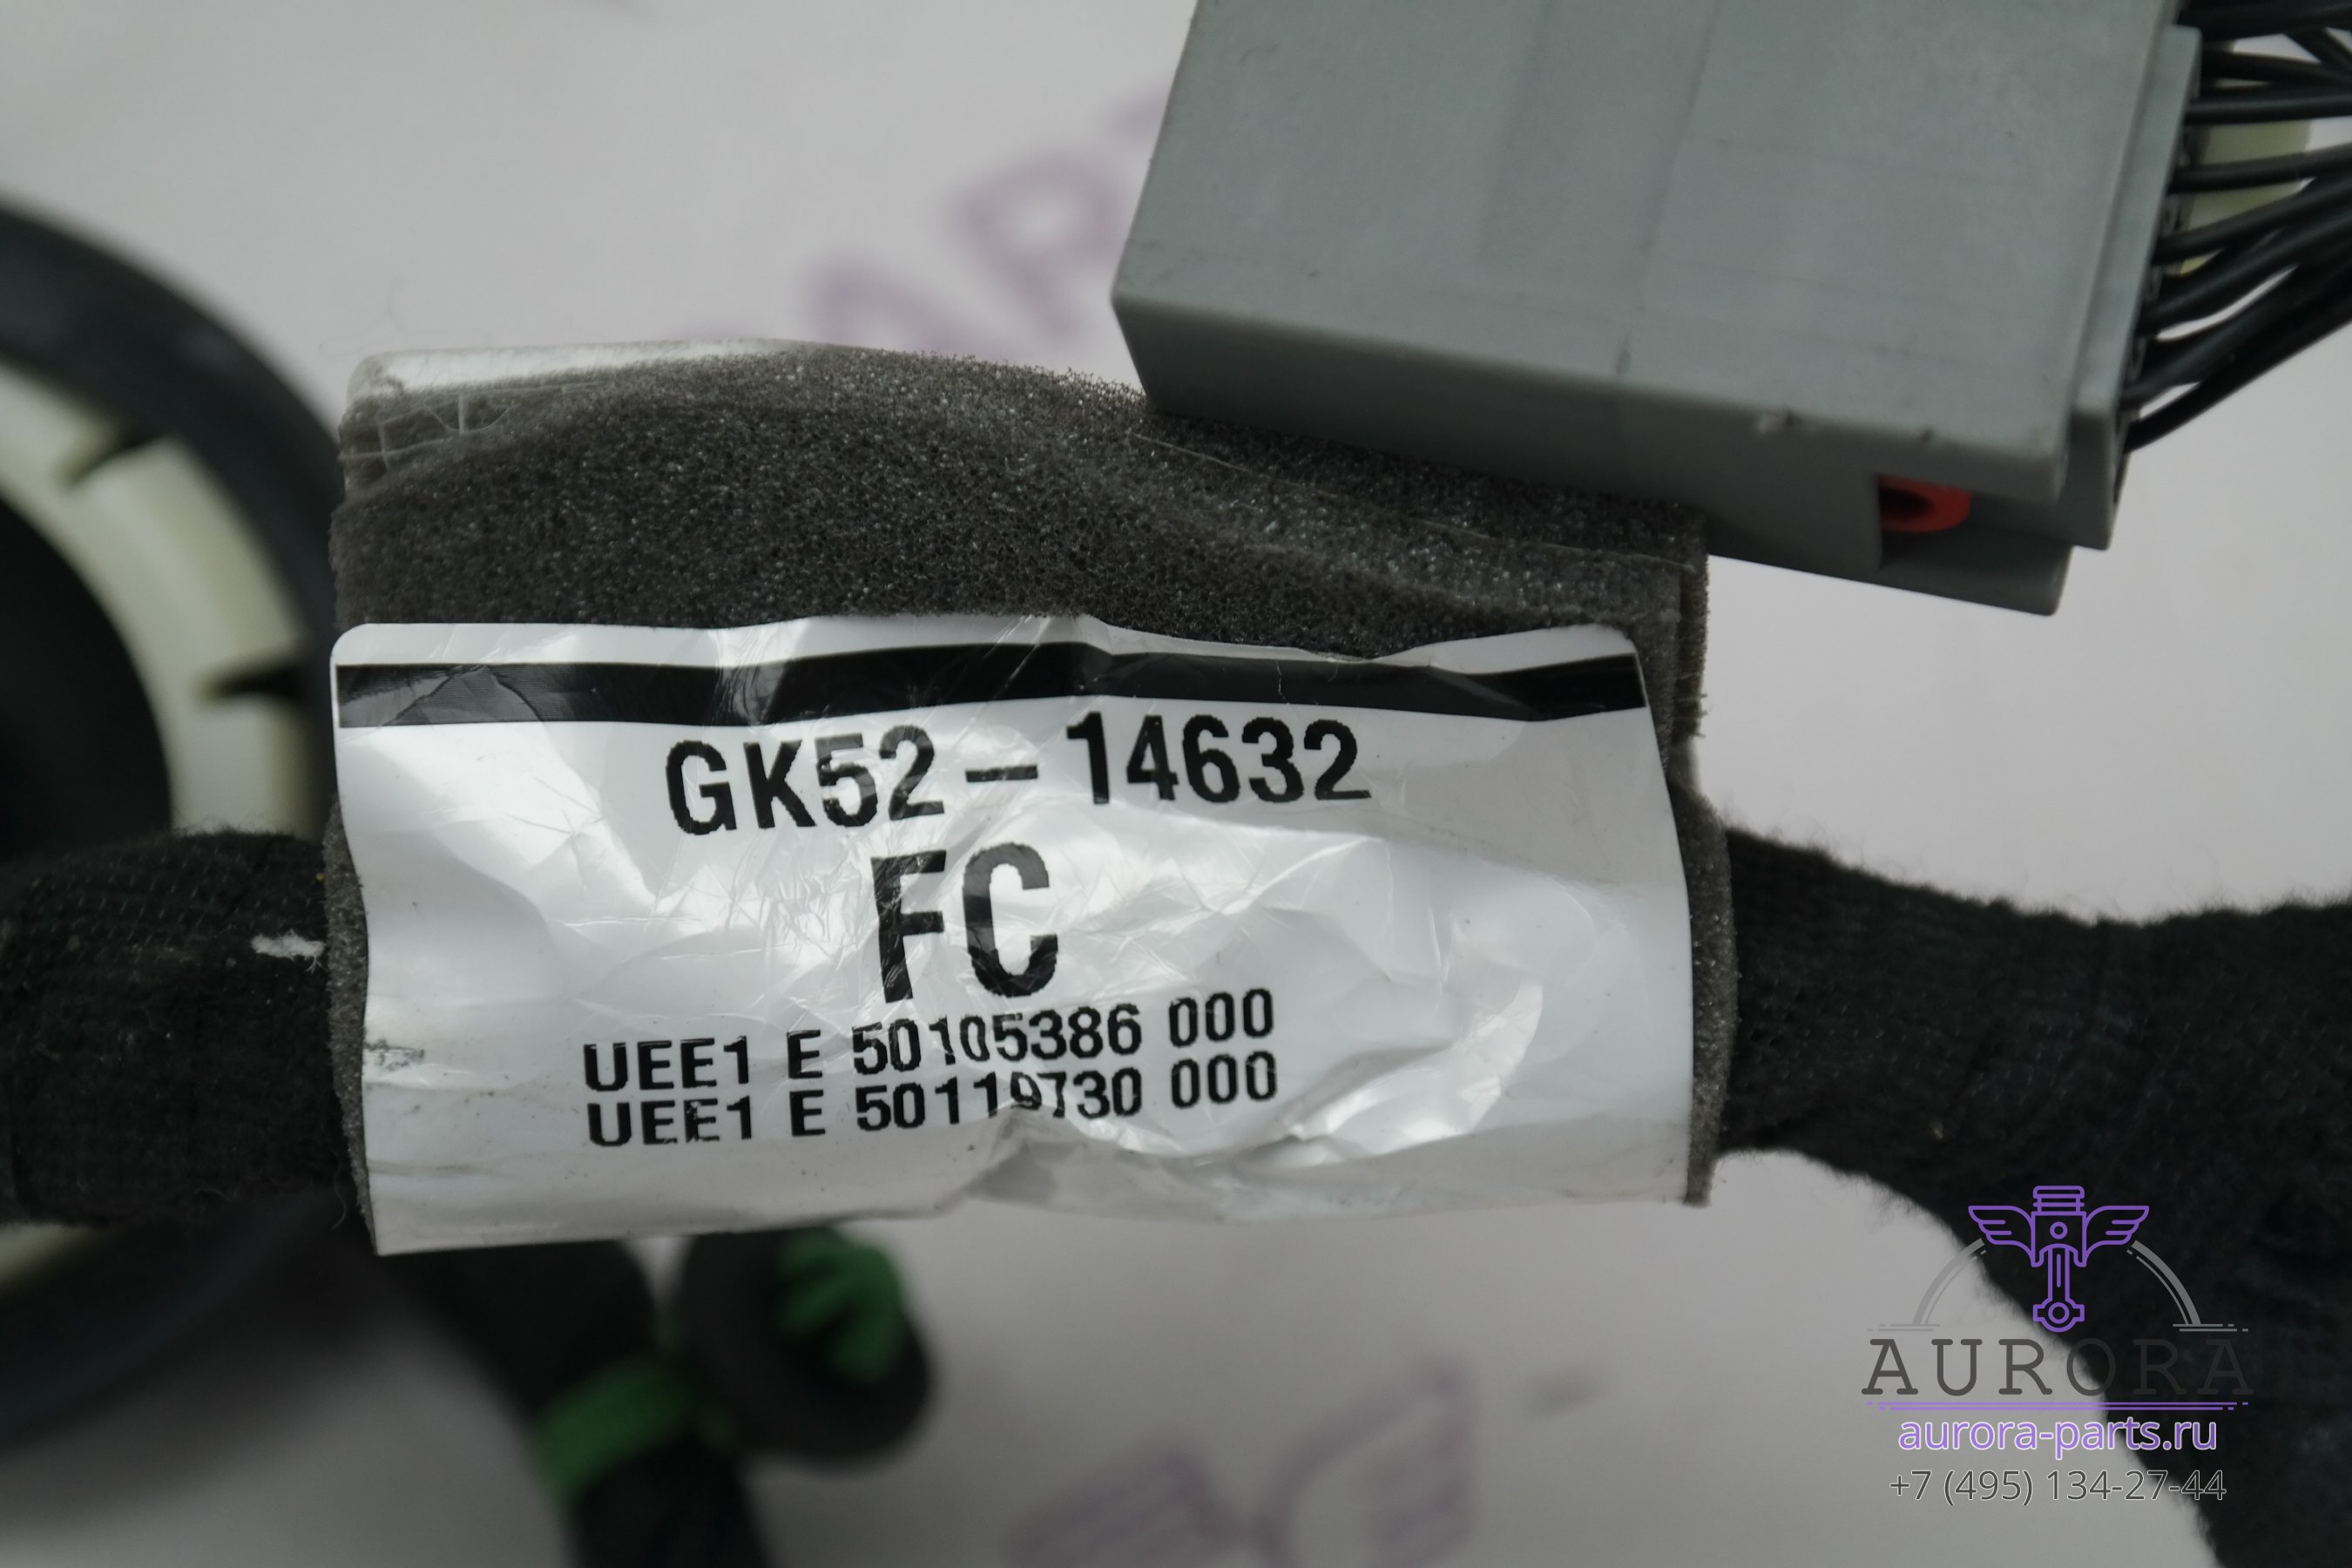 GK52-14632
FC
UEE1 E 50105386 000
UEE1 E 50119730 000
AURORA
aurora-parts.ru
+7 (495) 134-27-44